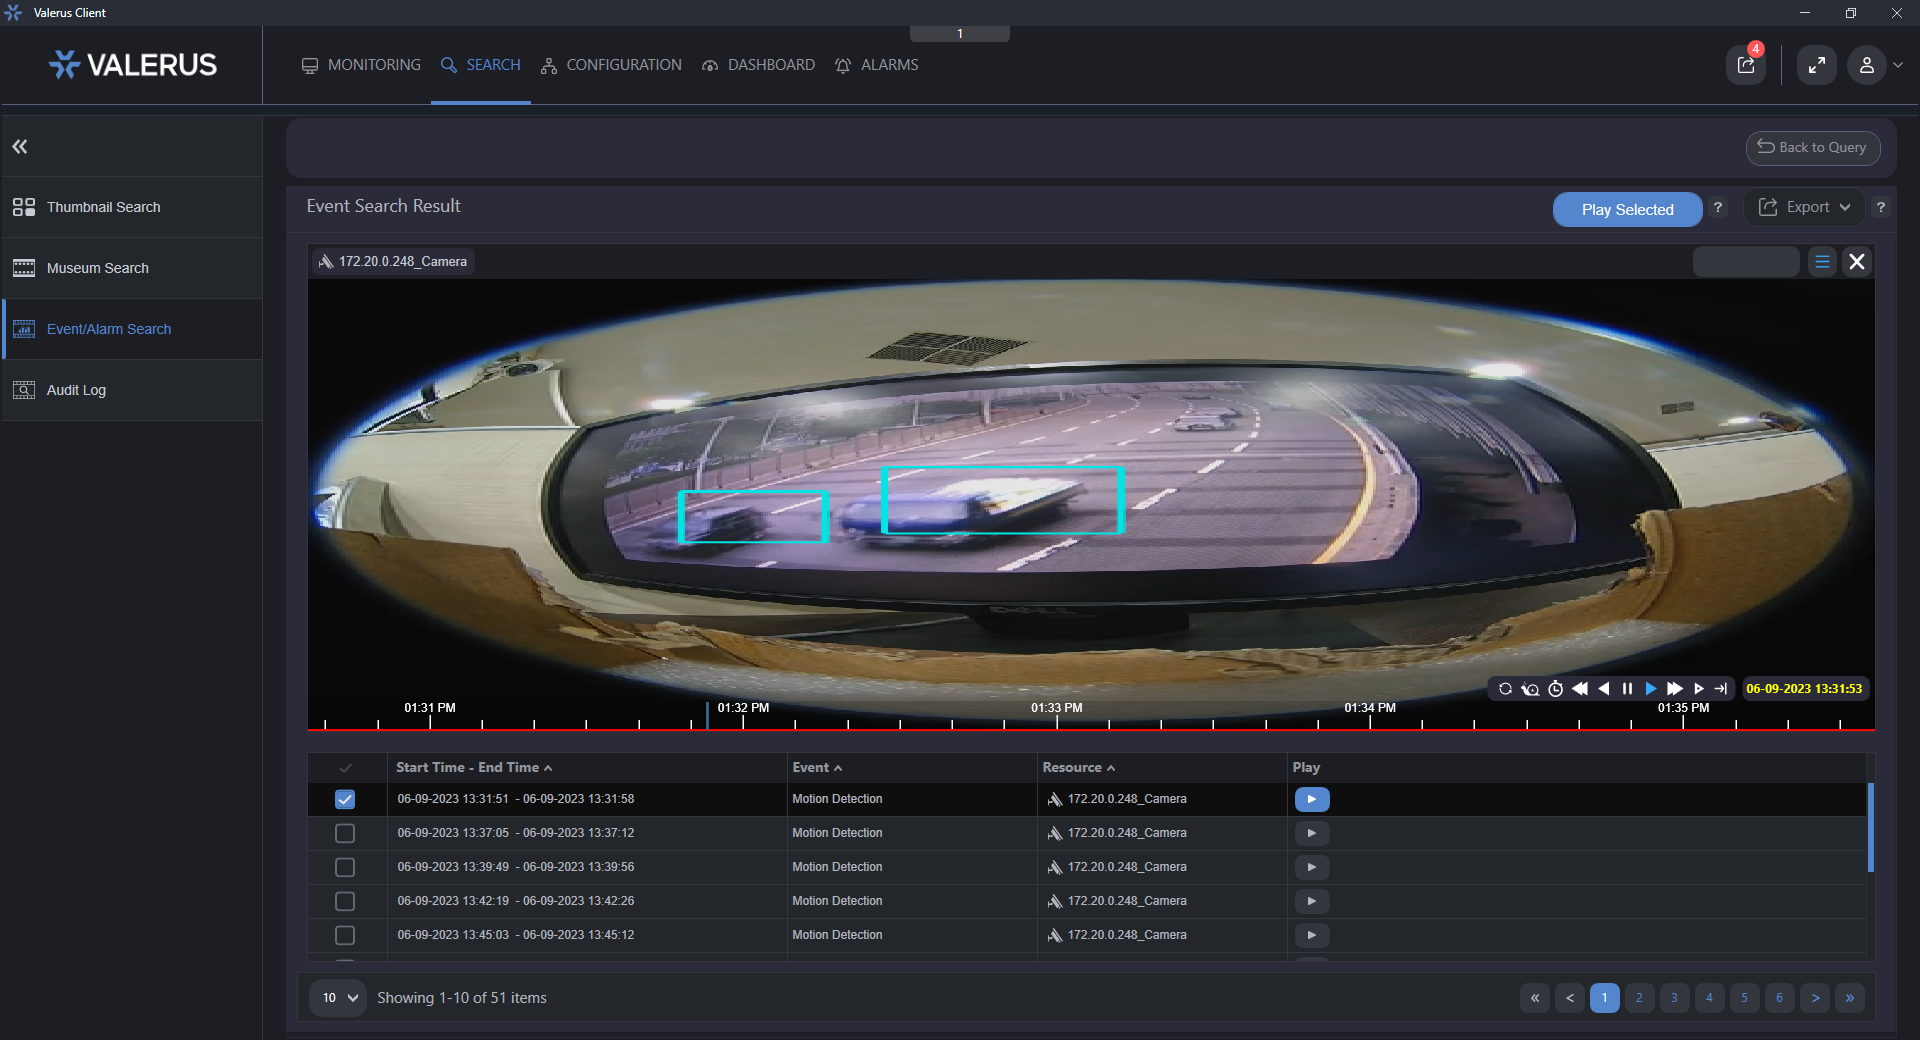 Valerus Client
1
VALERUS
MONITORING
SEARCH
CONFIGURATION
DASHBOARD
ALARMS
4
Back to Query
Thumbnail Search
Museum Search
Event/Alarm Search
Audit Log
Event Search Result
Play Selected
?
Export
?
172.20.0.248_Camera
DELL
06-09-2023 13:31:53
01:31 PM
01:32 PM
01:33 PM
01:34 PM
01:35 PM
Start Time - End Time
Event
Resource
Play
06-09-2023 13:31:51 - 06-09-2023 13:31:58
Motion Detection
172.20.0.248_Camera
06-09-2023 13:37:05 - 06-09-2023 13:37:12
Motion Detection
172.20.0.248_Camera
06-09-2023 13:39:49 - 06-09-2023 13:39:56
Motion Detection
172.20.0.248_Camera
06-09-2023 13:42:19 - 06-09-2023 13:42:26
Motion Detection
172.20.0.248_Camera
06-09-2023 13:45:03 - 06-09-2023 13:45:12
Motion Detection
172.20.0.248_Camera
10
Showing 1-10 of 51 items
« < 1 2 3 4 5 6 > »